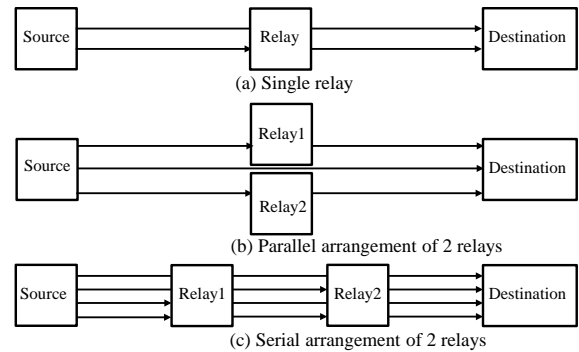 Source Relay Destination
(a) Single relay
Relay1
Source Destination
Relay2
(b) Parallel arrangement of 2 relays
Source Relay1 Relay2 Destination
(c) Serial arrangement of 2 relays